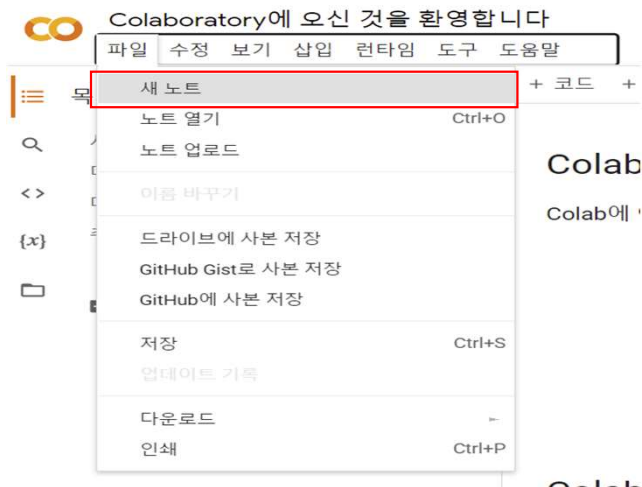 Colaboratory에 오신 것을 환영합니다
파일 수정 보기 삽입 런타임 도구 도움말
+ 코드 +
목
새 노트
노트 열기 Ctrl+O
노트 업로드
이름 바꾸기
드라이브에 사본 저장
GitHub Gist로 사본 저장
GitHub에 사본 저장
저장 Ctrl+S
업데이트 기록
다운로드
인쇄 Ctrl+P
{x}
Colab
Colab에